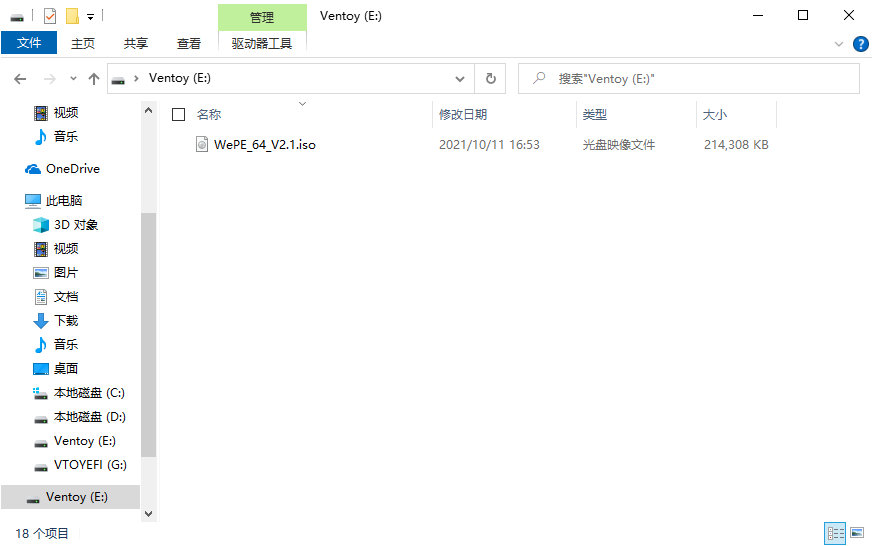 管理
Ventoy (E:)
文件
主页
共享
查看
驱动器工具
Ventoy (E:)
搜索"Ventoy (E:)"
视频
音乐
OneDrive
此电脑
3D 对象
视频
图片
文档
下载
音乐
桌面
本地磁盘 (C:)
本地磁盘 (D:)
Ventoy (E:)
VTOYEFI (G:)
Ventoy (E:)
名称 修改日期 类型 大小
WePE_64_V2.1.iso 2021/10/11 16:53 光盘映像文件 214,308 KB
18 个项目